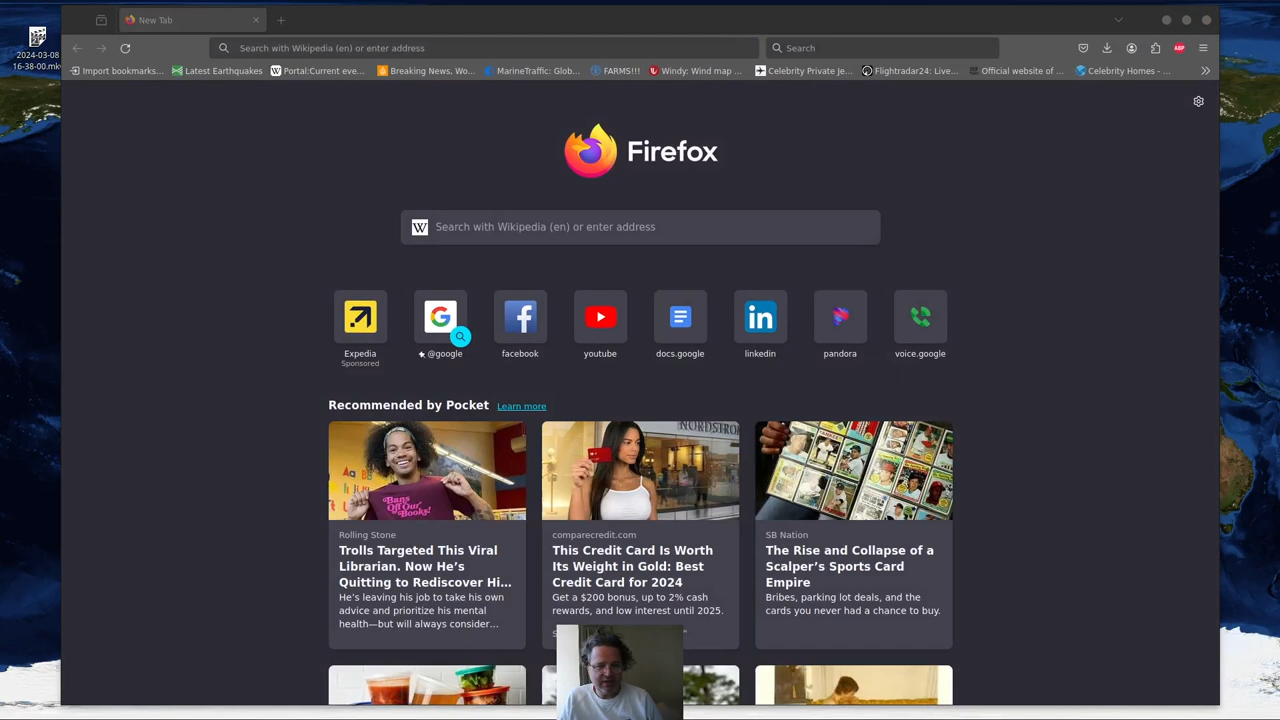 New Tab
2024-03-08
16-38-00.mk
Search with Wikipedia (en) or enter address
Search
ABP
Import bookmarks...
Latest Earthquakes
Portal:Current eve...
Breaking News, Wo...
MarineTraffic: Glob...
FARMS!!!
Windy: Wind map ...
Celebrity Private Je...
Flightradar24: Live...
Official website of ...
Celebrity Homes - ...
Firefox
W Search with Wikipedia (en) or enter address
Expedia
Sponsored
@google
facebook
youtube
docs.google
linkedin
pandora
voice.google
Recommended by Pocket Learn more
Bans
Off Our
Books!
NORDSTRO
Rolling Stone
Trolls Targeted This Viral
Librarian. Now He's
Quitting to Rediscover Hi...
He's leaving his job to take his own
advice and prioritize his mental
health—but will always consider...
comparecredit.com
This Credit Card Is Worth
Its Weight in Gold: Best
Credit Card for 2024
Get a $200 bonus, up to 2% cash
rewards, and low interest until 2025.
SB Nation
The Rise and Collapse of a
Scalper's Sports Card
Empire
Bribes, parking lot deals, and the
cards you never had a chance to buy.